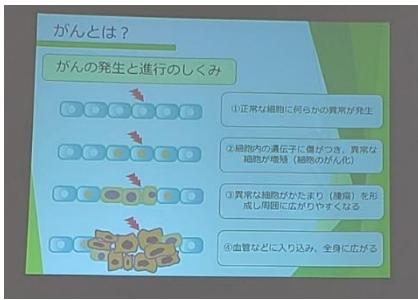 がんとは？
がんの発生と進行のしくみ
①正常な細胞に何らかの異常が発生
②細胞内の遺伝子に傷がつき、異常な
細胞が増殖（細胞のがん化）
③異常な細胞がかたまり（腫瘍）を形
成し周囲に広がりやすくなる
④血管などに入り込み、全身に広がる